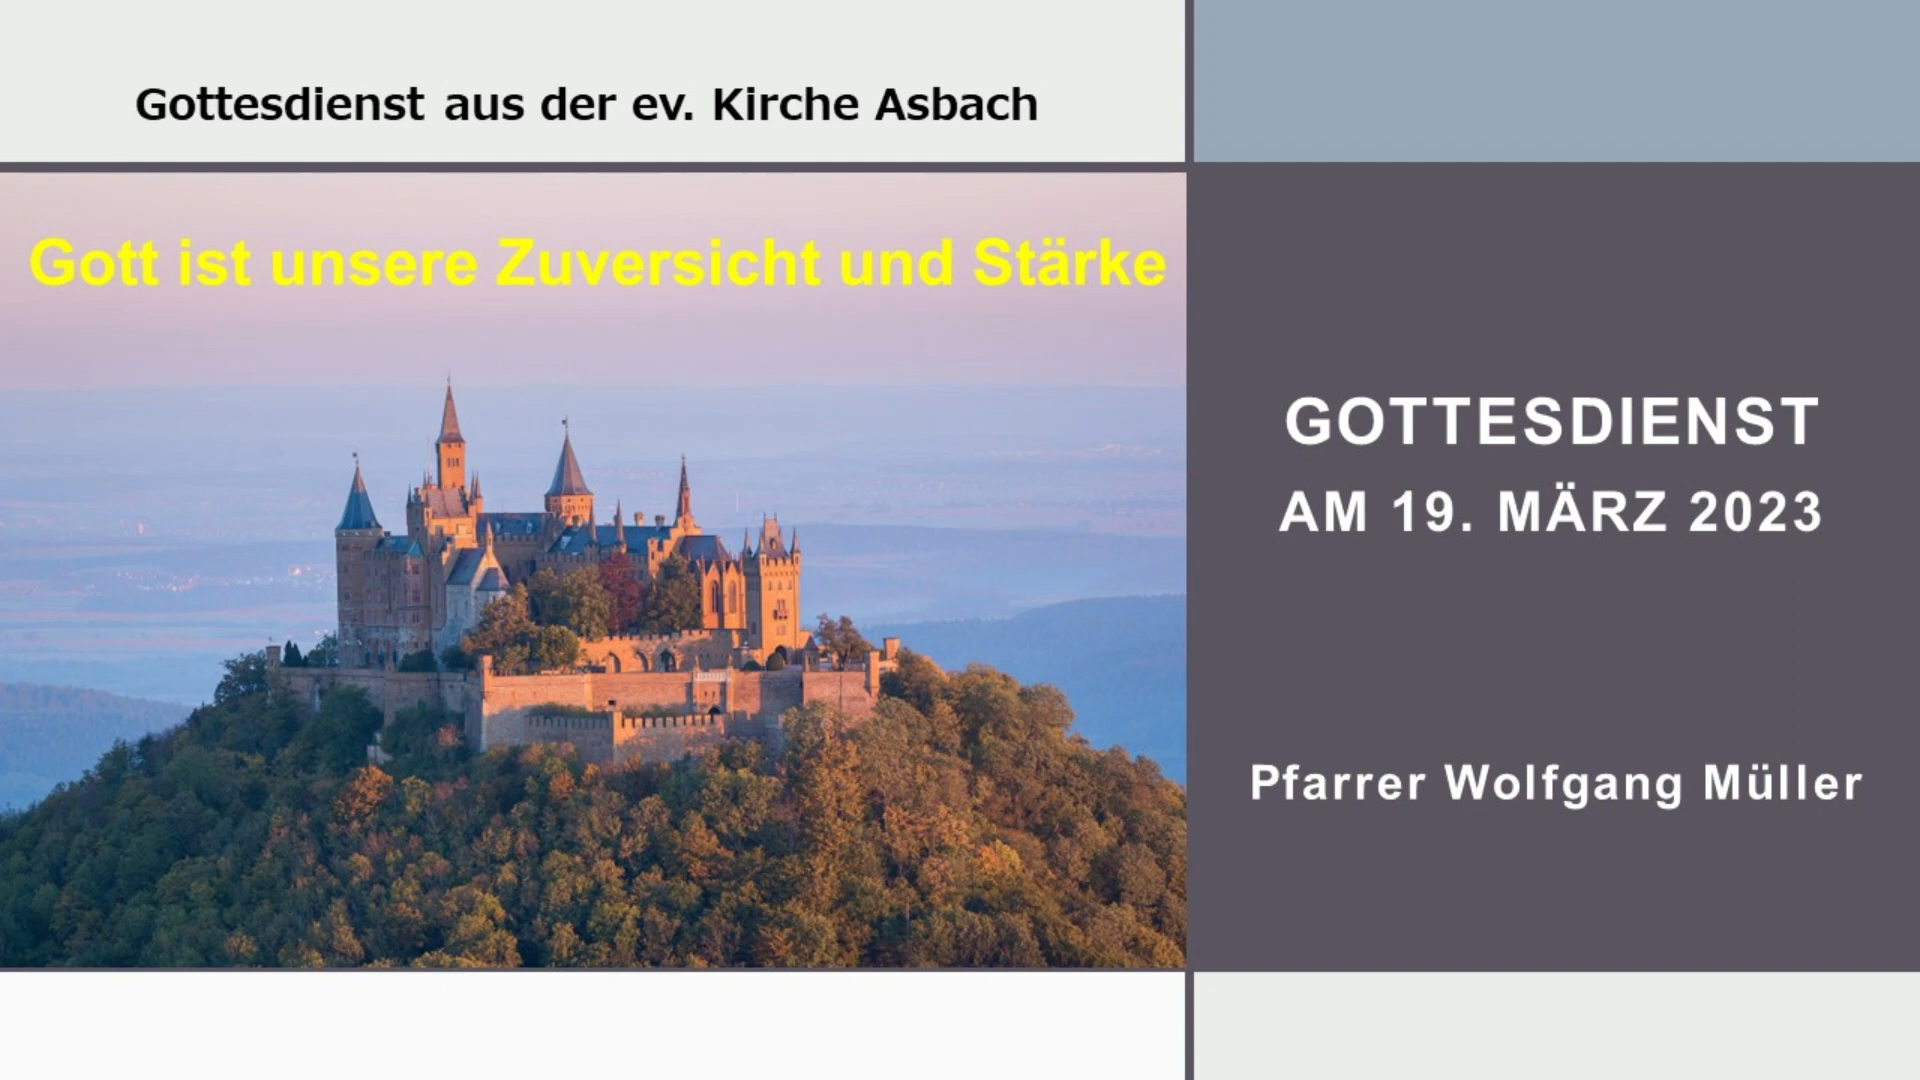 Gottesdienst aus der ev. Kirche Asbach
Gott ist unsere Zuversicht und Stärke
GOTTESDIENST
AM 19. MÄRZ 2023
Pfarrer Wolfgang Müller